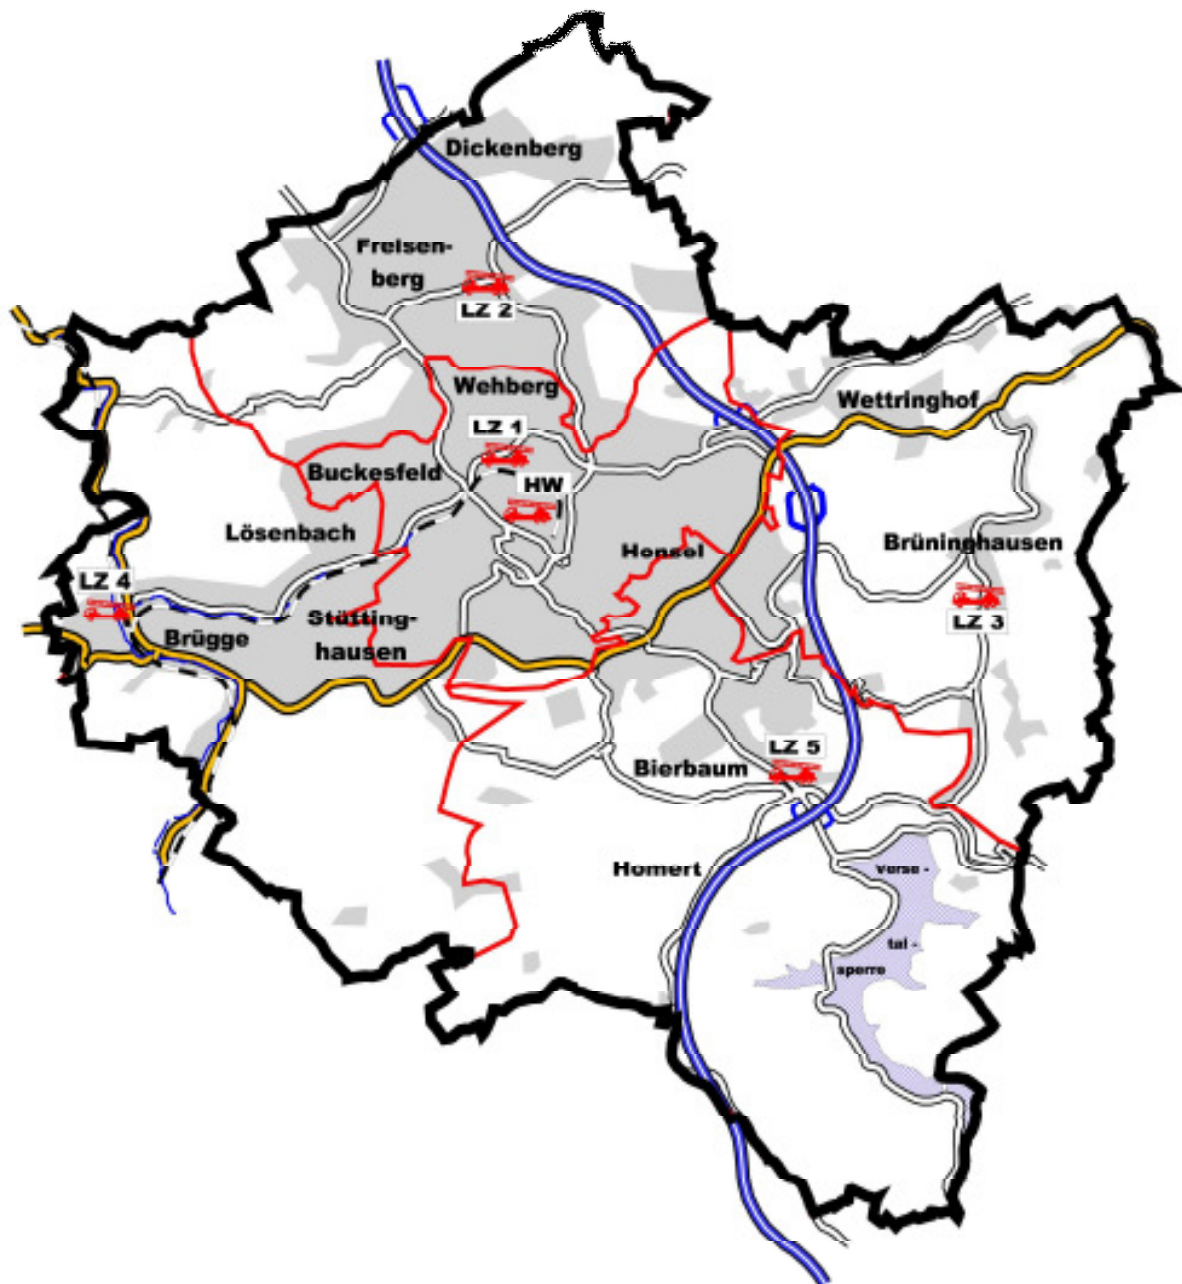 Dickenberg
Freisen-
berg
LZ 2
Wehberg
Wettringhof
LZ 1
Buckesfeld
HW
Lösenbach
Honsel
Brüninghausen
LZ 4
Stütting-
hausen
Brügge
LZ 3
LZ 5
Bierbaum
Homert
Verse -
tal -
sperre